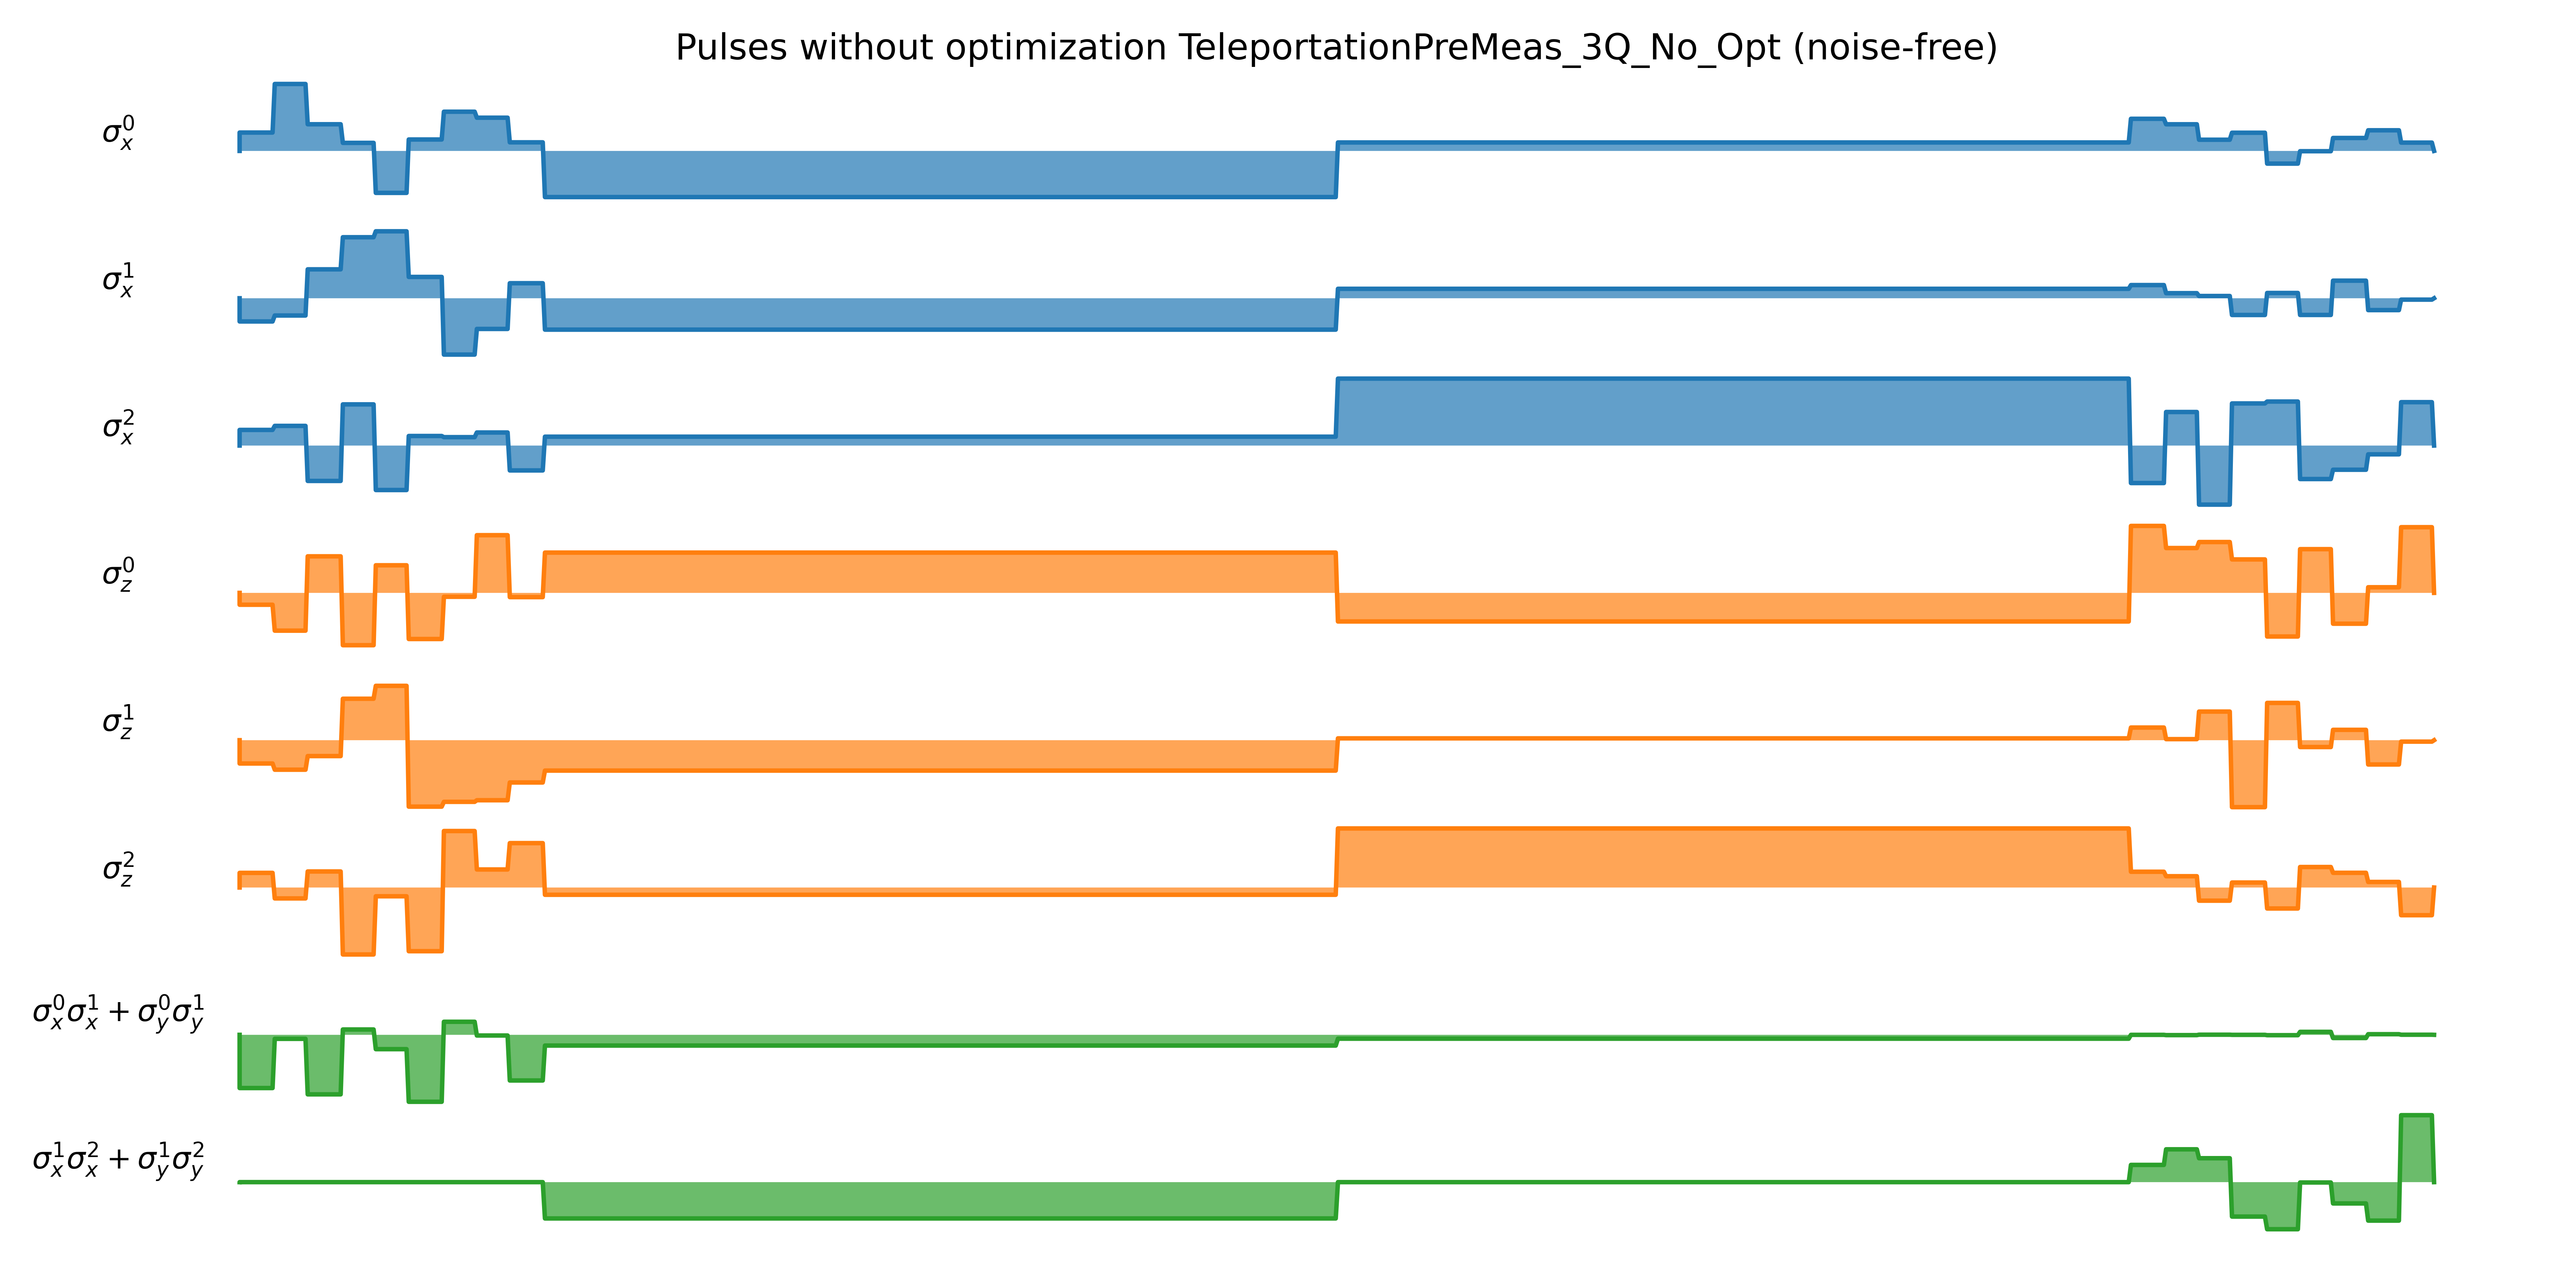 Pulses without optimization TeleportationPreMeas_3Q_No_Opt (noise-free)
σ_x^0
σ_x^1
σ_x^2
σ_z^0
σ_z^1
σ_z^2
σ_x^0σ_x^1 + σ_y^0σ_y^1
σ_x^1σ_x^2 + σ_y^1σ_y^2